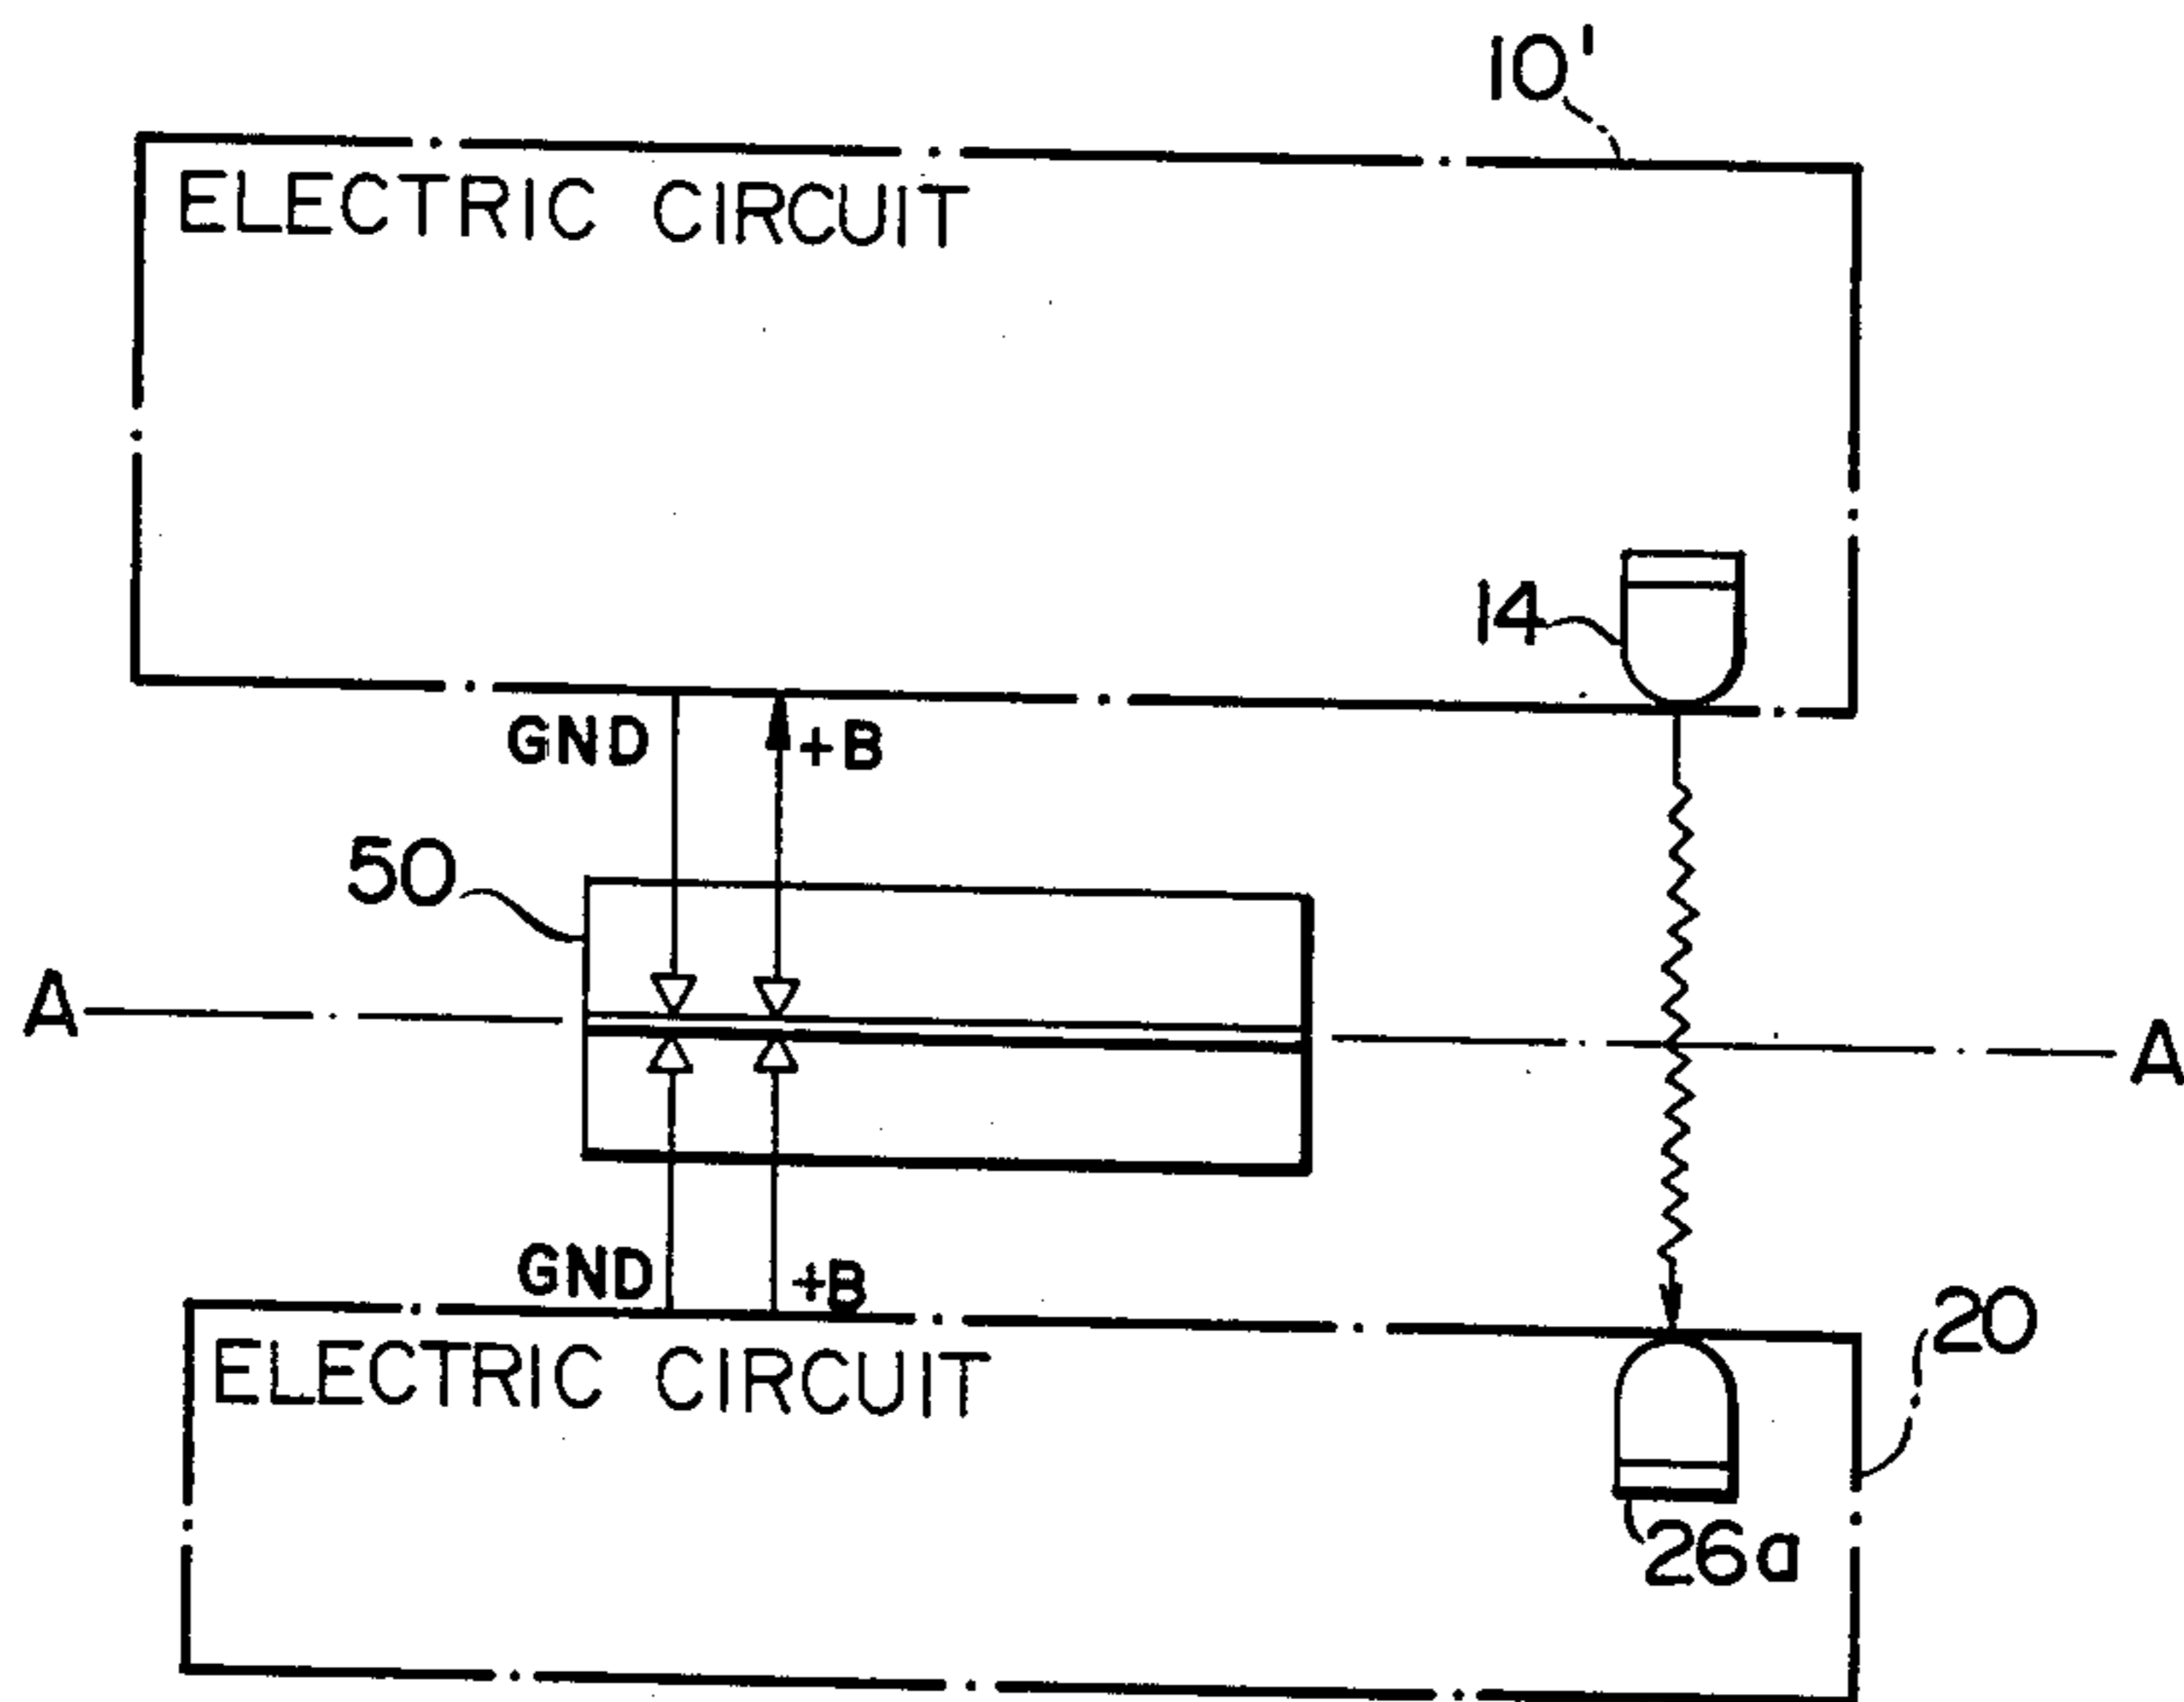 10'
ELECTRIC CIRCUIT
14
GND +B
50
A A
GND +B
20
ELECTRIC CIRCUIT
26a